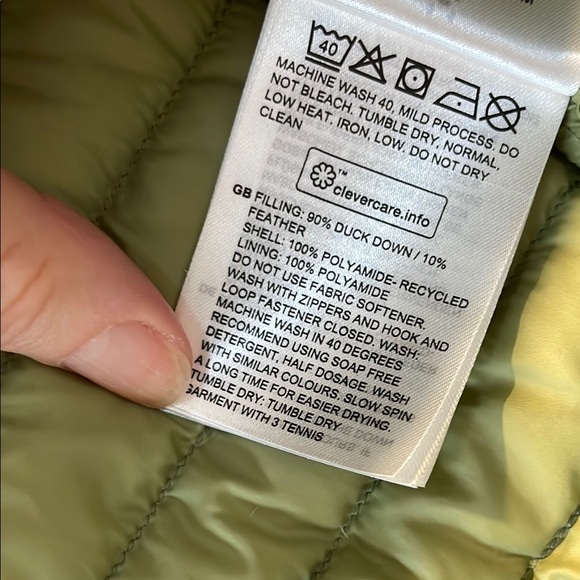 40
MACHINE WASH 40, MILD PROCESS. DO
NOT BLEACH. TUMBLE DRY, NORMAL,
LOW HEAT. IRON, LOW. DO NOT DRY
CLEAN
™
clevercare.info
GB FILLING: 90% DUCK DOWN / 10%
FEATHER
SHELL: 100% POLYAMIDE- RECYCLED
LINING: 100% POLYAMIDE
DO NOT USE FABRIC SOFTENER.
WASH WITH ZIPPERS AND HOOK AND
LOOP FASTENER CLOSED. WASH:
MACHINE WASH IN 40 DEGREES
RECOMMEND USING SOAP FREE
DETERGENT, HALF DOSAGE. WASH
WITH SIMILAR COLOURS, SLOW SPIN
A LONG TIME FOR EASIER DRYING.
TUMBLE DRY: TUMBLE DRY
GARMENT WITH 3 TENNIS